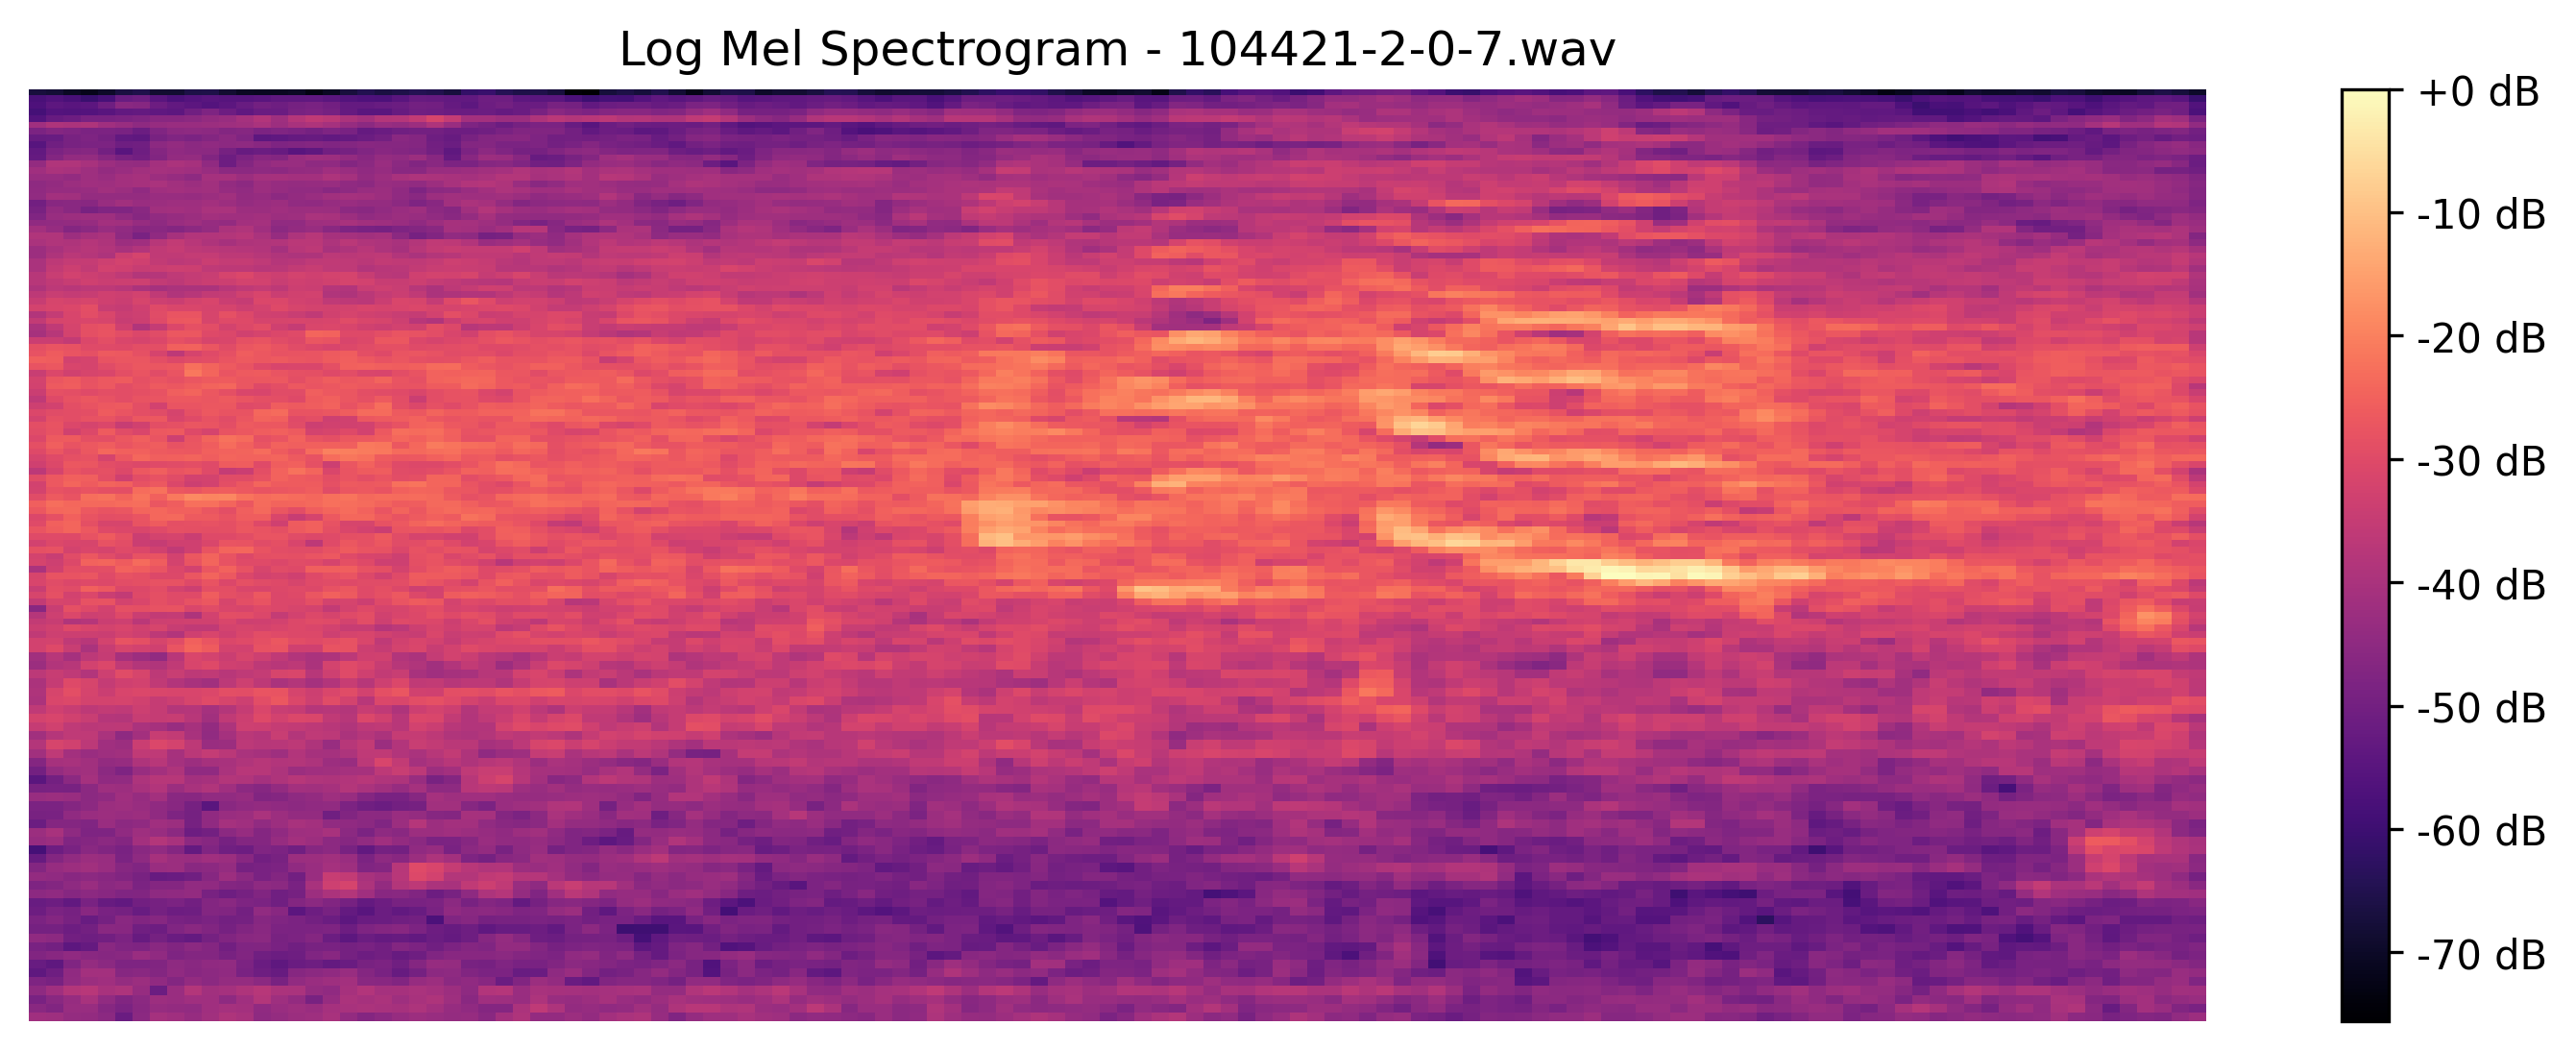 Log Mel Spectrogram - 104421-2-0-7.wav
+0 dB
-10 dB
-20 dB
-30 dB
-40 dB
-50 dB
-60 dB
-70 dB